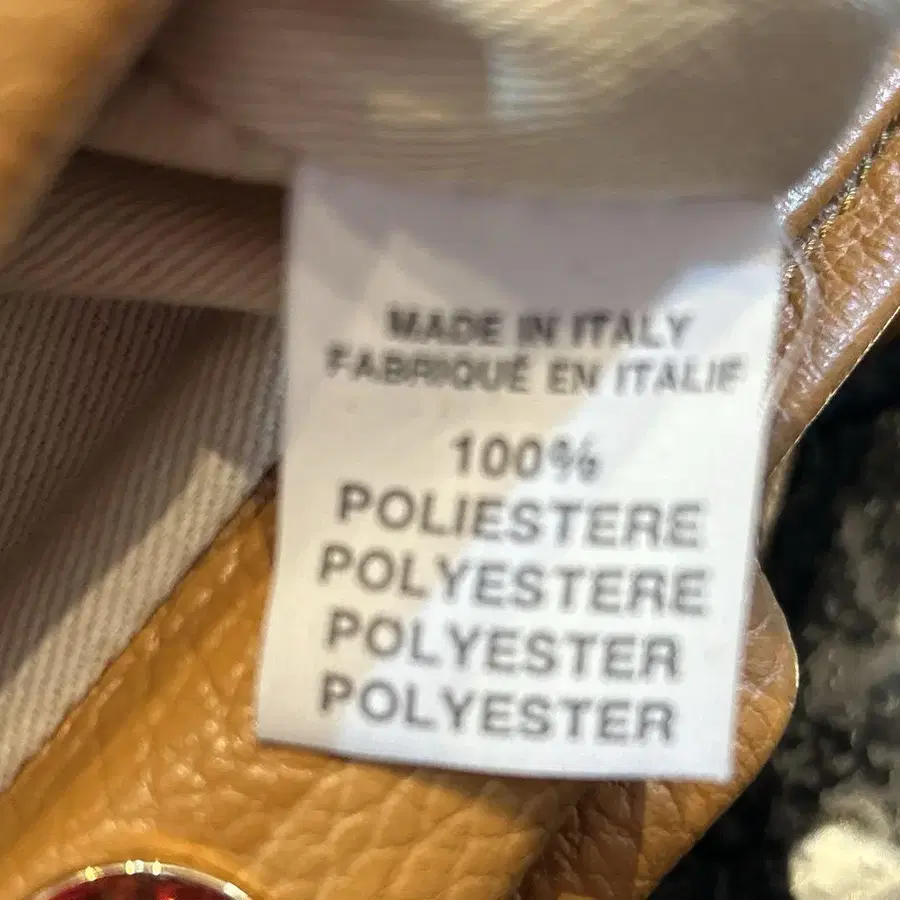 MADE IN ITALY
FABRIQUÉ EN ITALIE
100%
POLIESTERE
POLYESTERE
POLYESTER
POLYESTER